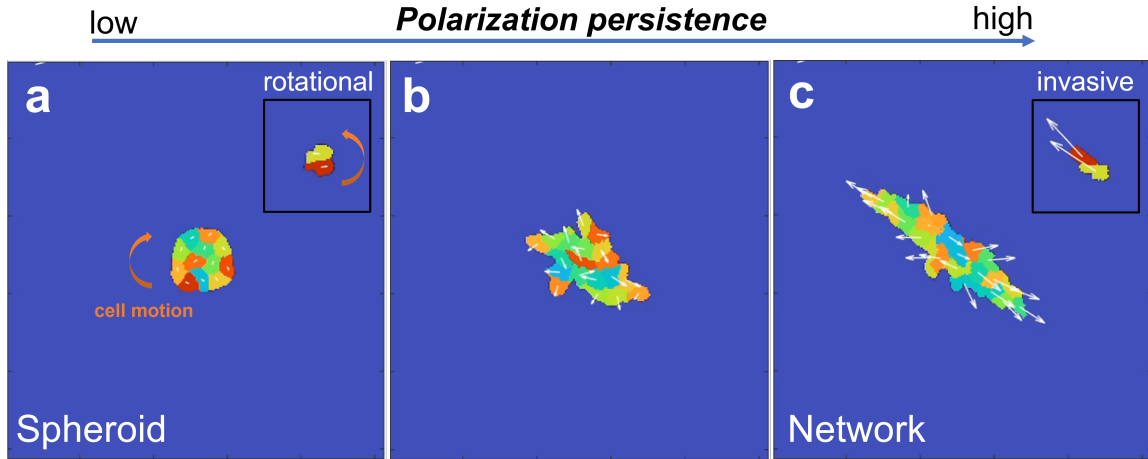 Polarization persistence
low
high
a
rotational
cell motion
Spheroid
b
c
invasive
Network